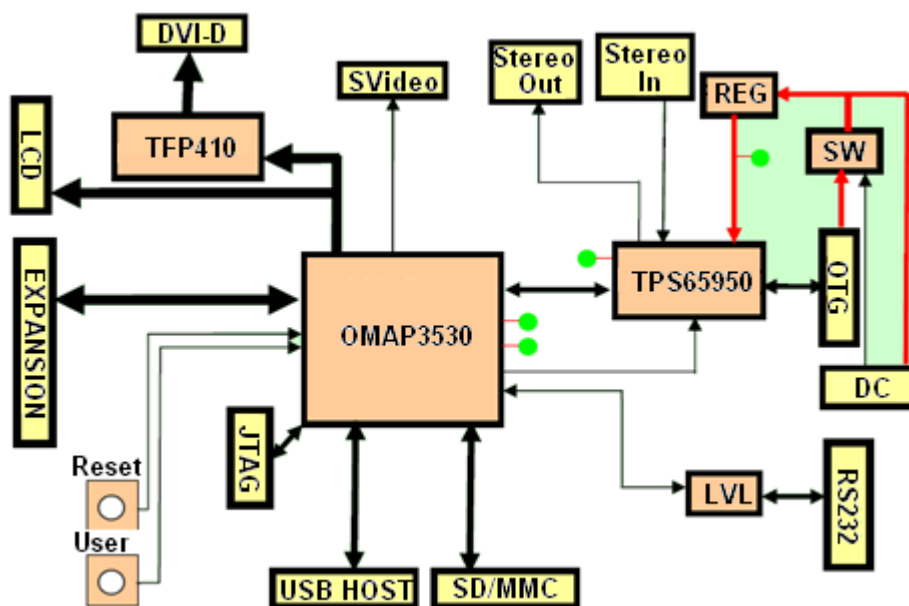 DVI-D
SVideo
Stereo
Out
Stereo
In
REG
TFP410
SW
LCD
TPS65950
OTG
EXPANSION
OMAP3530
DC
JTAG
Reset
LVL
RS232
User
USB HOST
SD/MMC